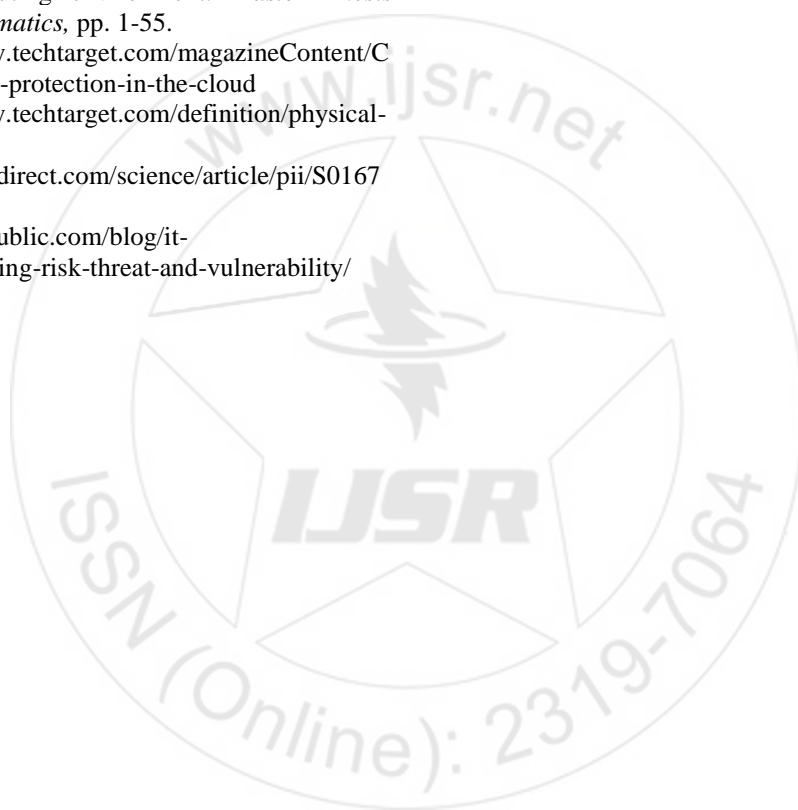 matics, pp. 1-55.
w.techtarget.com/magazineContent/C
-protection-in-the-cloud
w.techtarget.com/definition/physical-
direct.com/science/article/pii/S0167
ublic.com/blog/it-
ing-risk-threat-and-vulnerability/
www.ijsr.net
IJSR
ISSN (Online): 2319-7064